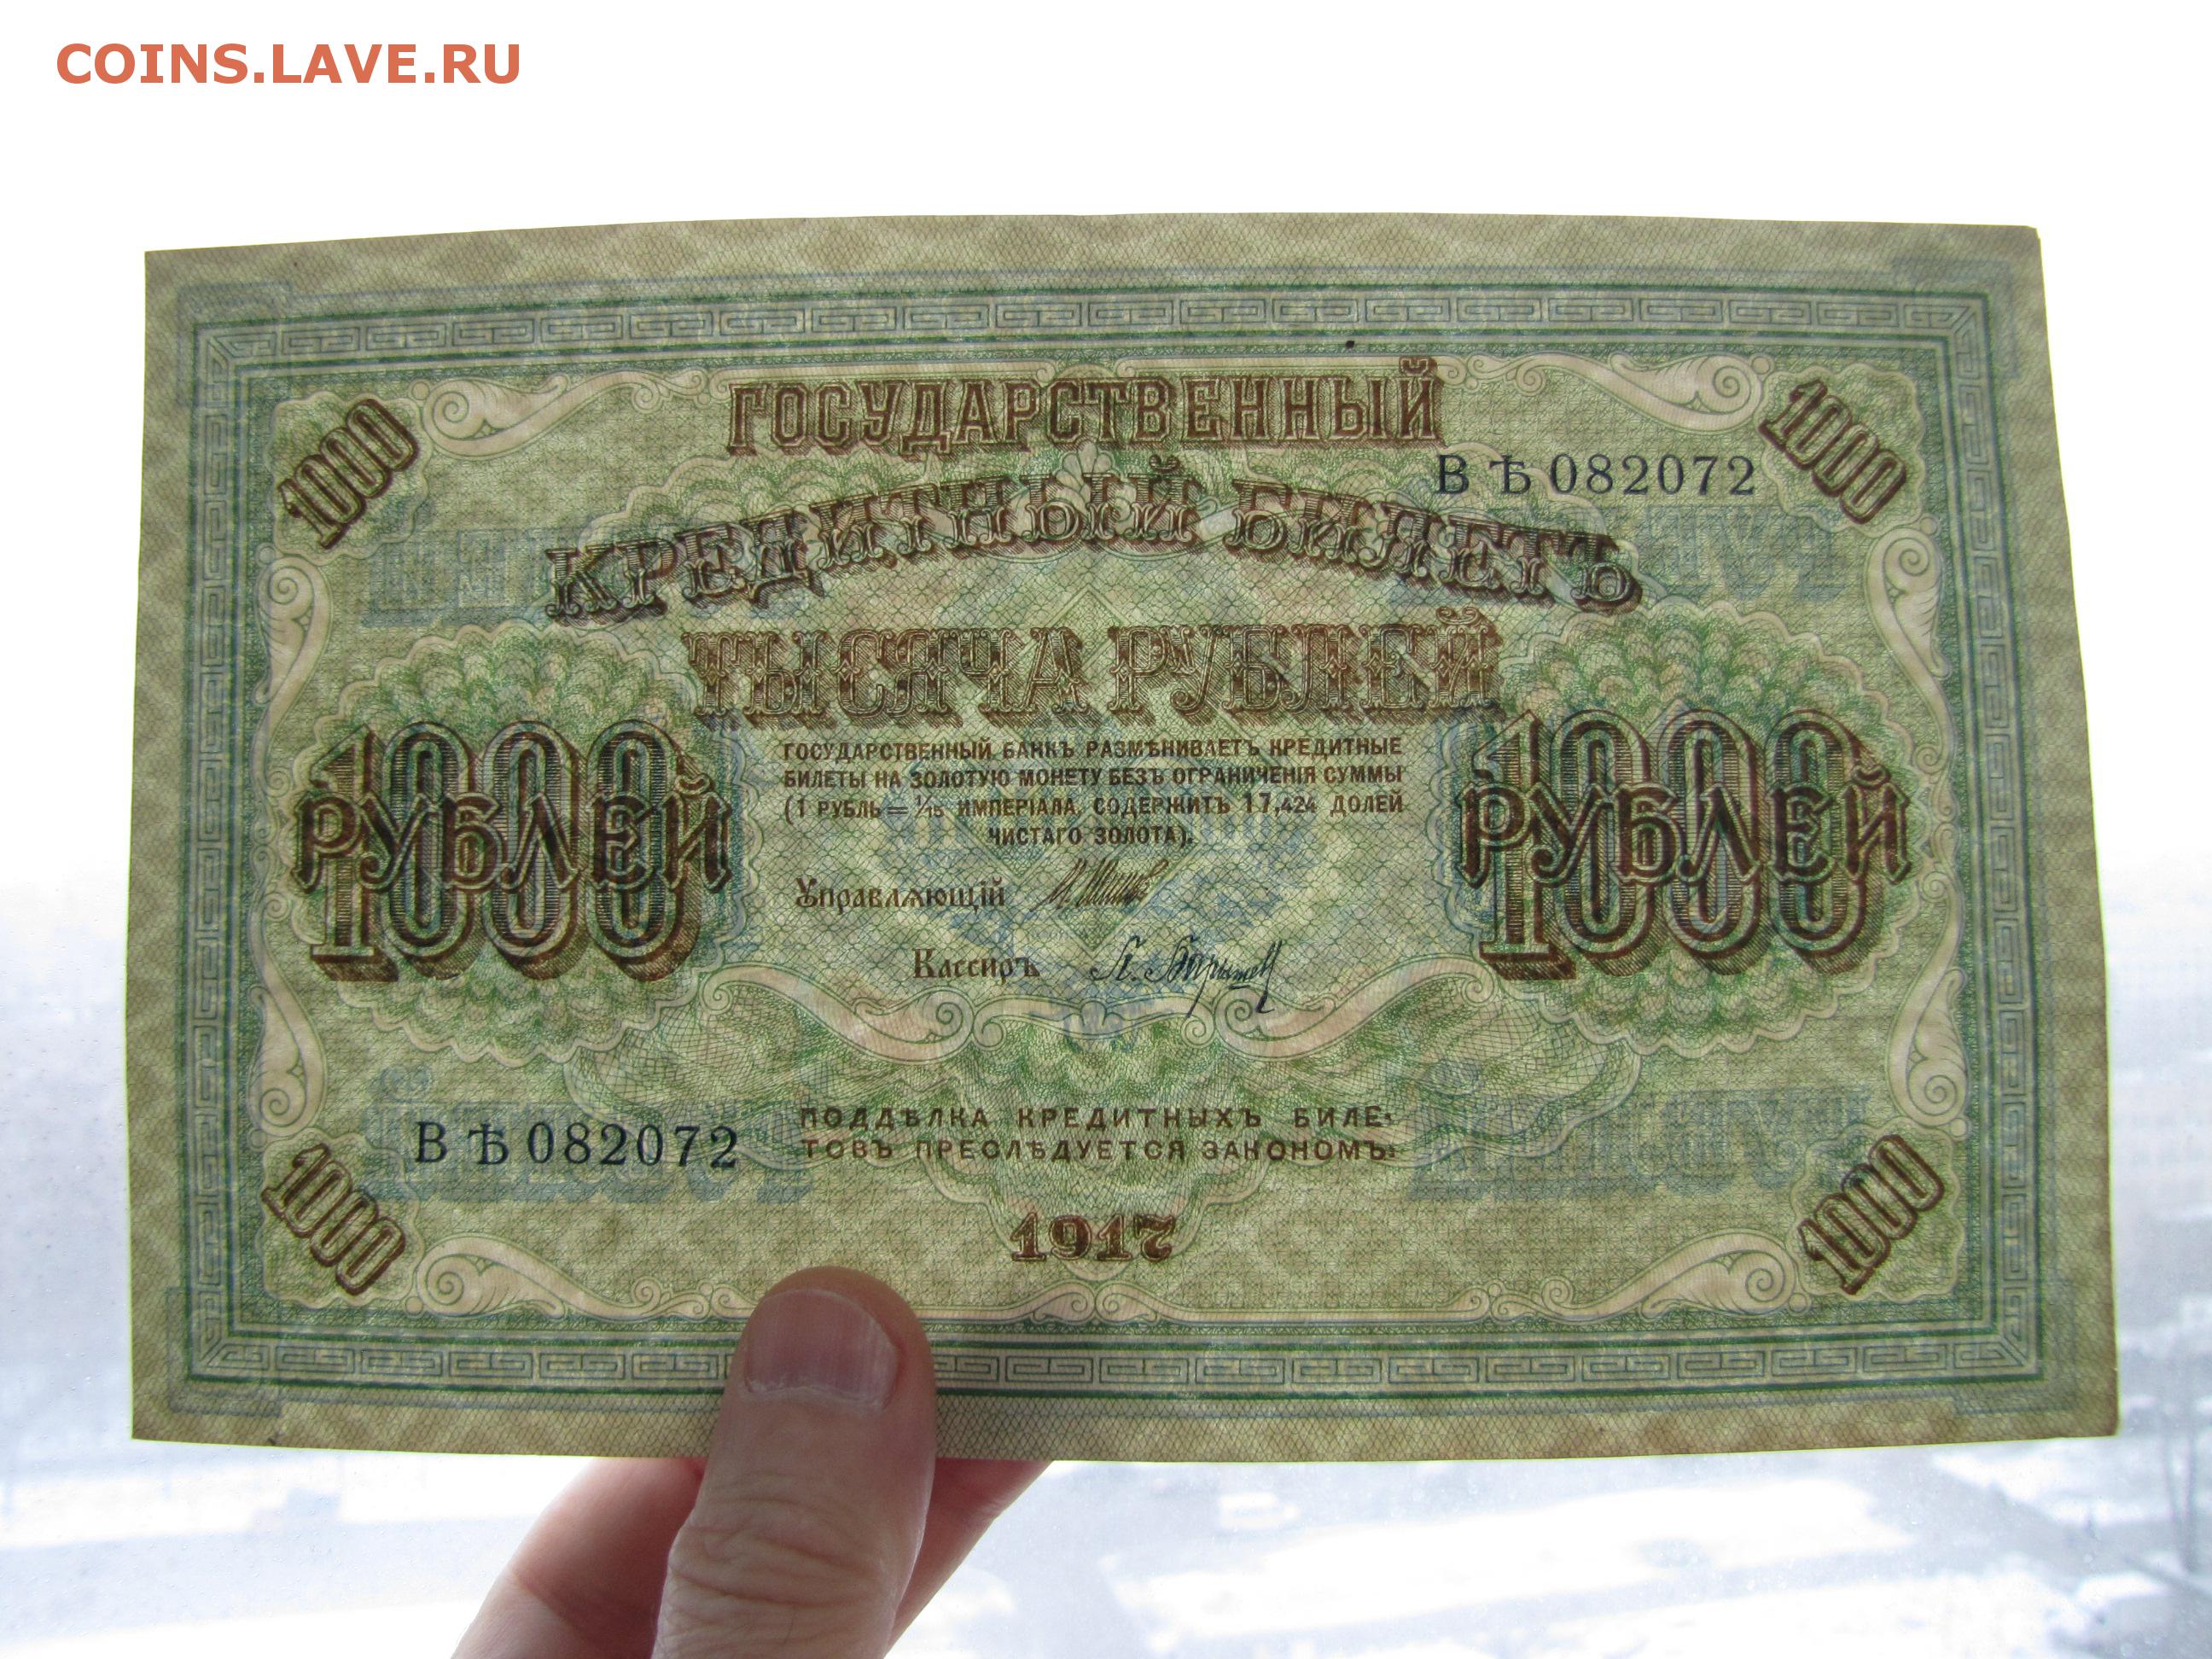 COINS.LAVE.RU
1000
ГОСУДАРСТВЕННЫЙ
1000
В Ѣ 082072
КРЕДИТНЫЙ БИЛЕТЪ
ТЫСЯЧА РУБЛЕЙ
1000
РУБЛЕЙ
1000
РУБЛЕЙ
ГОСУДАРСТВЕННЫЙ БАНКЪ РАЗМѢНИВАЕТЪ КРЕДИТНЫЕ
БИЛЕТЫ НА ЗОЛОТУЮ МОНЕТУ БЕЗЪ ОГРАНИЧЕНІЯ СУММЫ
(1 РУБЛЬ = 1/15 ИМПЕРІАЛА, СОДЕРЖИТЪ 17,424 ДОЛЕЙ
ЧИСТАГО ЗОЛОТА).
Управляющій
Кассиръ
В Ѣ 082072
ПОДДѢЛКА КРЕДИТНЫХЪ БИЛЕ-
ТОВЪ ПРЕСЛѢДУЕТСЯ ЗАКОНОМЪ.
1000
1917
1000